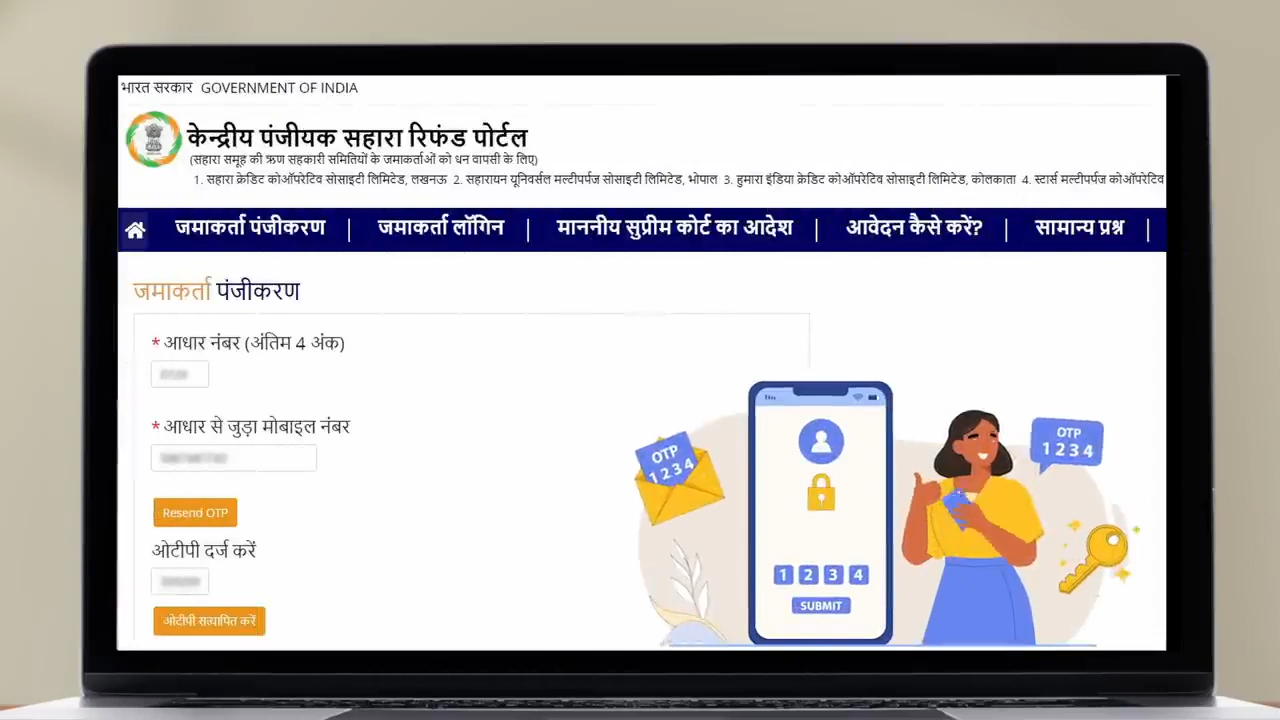 भारत सरकार GOVERNMENT OF INDIA
केन्द्रीय पंजीयक सहारा रिफंड पोर्टल
(सहारा समूह की ऋण सहकारी समितियों के जमाकर्ताओं को धन वापसी के लिए)
1. सहारा क्रेडिट कोऑपरेटिव सोसाइटी लिमिटेड, लखनऊ 2. सहारायन यूनिवर्सल मल्टीपर्पज सोसाइटी लिमिटेड, भोपाल 3. हुमारा इंडिया क्रेडिट कोऑपरेटिव सोसाइटी लिमिटेड, कोलकाता 4. स्टार्स मल्टीपर्पज कोऑपरेटिव
जमाकर्ता पंजीकरण | जमाकर्ता लॉगिन | माननीय सुप्रीम कोर्ट का आदेश | आवेदन कैसे करें? | सामान्य प्रश्न |
जमाकर्ता पंजीकरण
* आधार नंबर (अंतिम 4 अंक)
* आधार से जुड़ा मोबाइल नंबर
Resend OTP
ओटीपी दर्ज करें
ओटीपी सत्यापित करें
OTP
1234
OTP
1234
1 2 3 4
SUBMIT